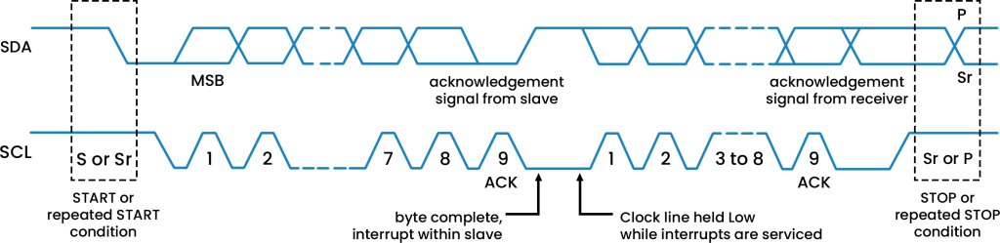 P
SDA
MSB
acknowledgement
signal from slave
acknowledgement
signal from receiver
Sr
SCL
S or Sr
1
2
7
8
9
1
2
3 to 8
9
Sr or P
ACK
ACK
START or
repeated START
condition
byte complete,
interrupt within slave
Clock line held Low
while interrupts are serviced
STOP or
repeated STOP
condition